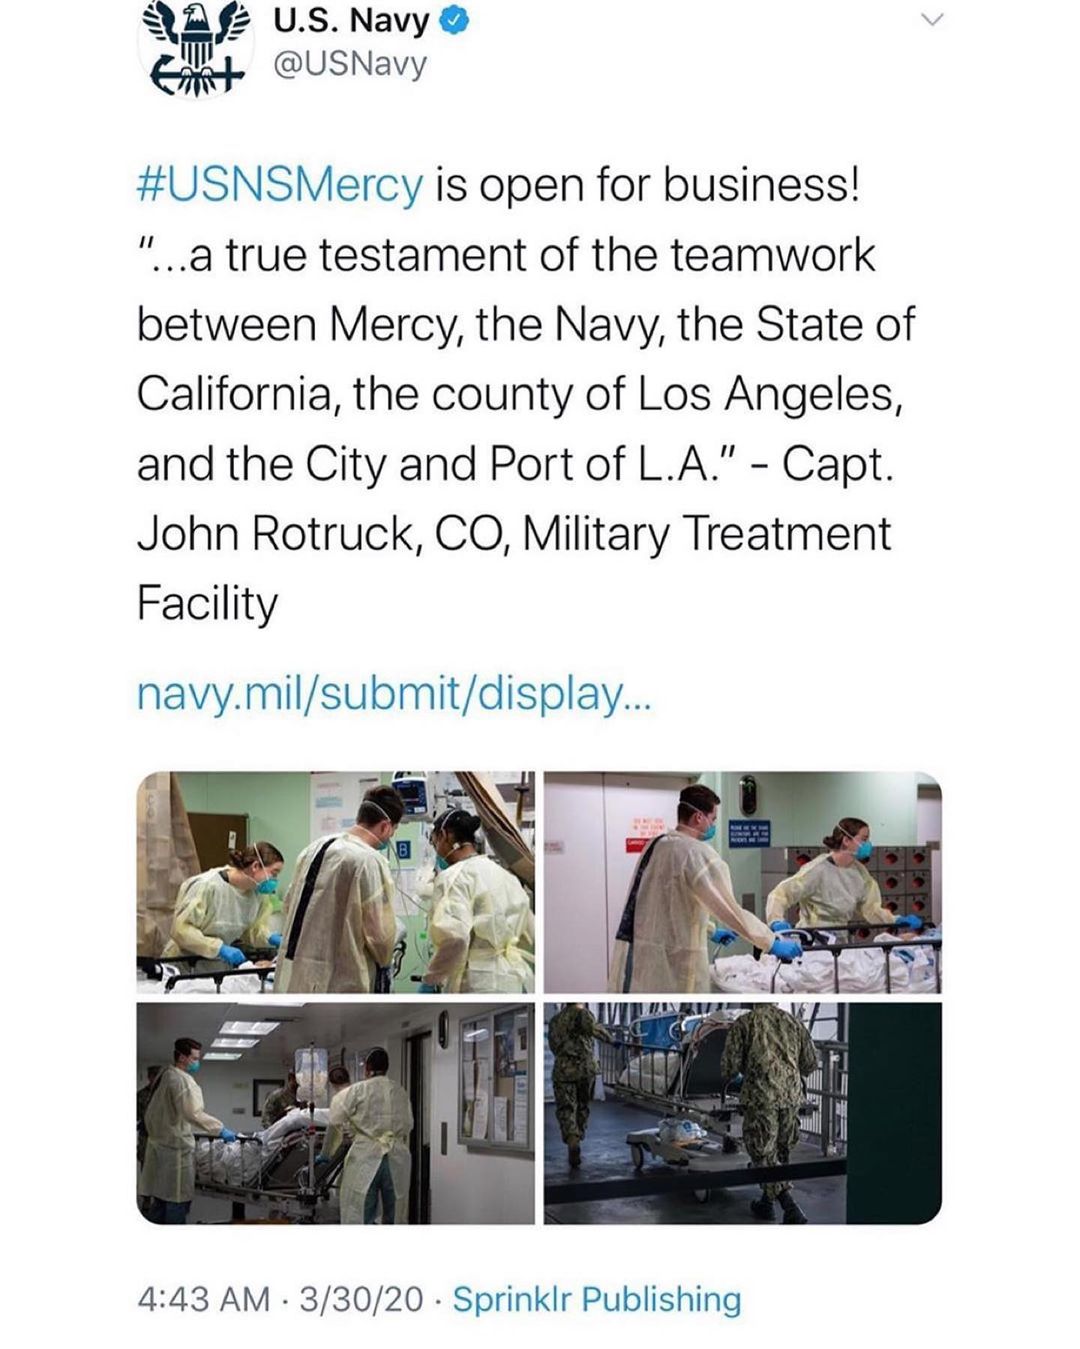 U.S. Navy
@USNavy
#USNSMercy is open for business!
"...a true testament of the teamwork
between Mercy, the Navy, the State of
California, the county of Los Angeles,
and the City and Port of L.A." - Capt.
John Rotruck, CO, Military Treatment
Facility
navy.mil/submit/display...
B
4:43 AM · 3/30/20 · Sprinklr Publishing